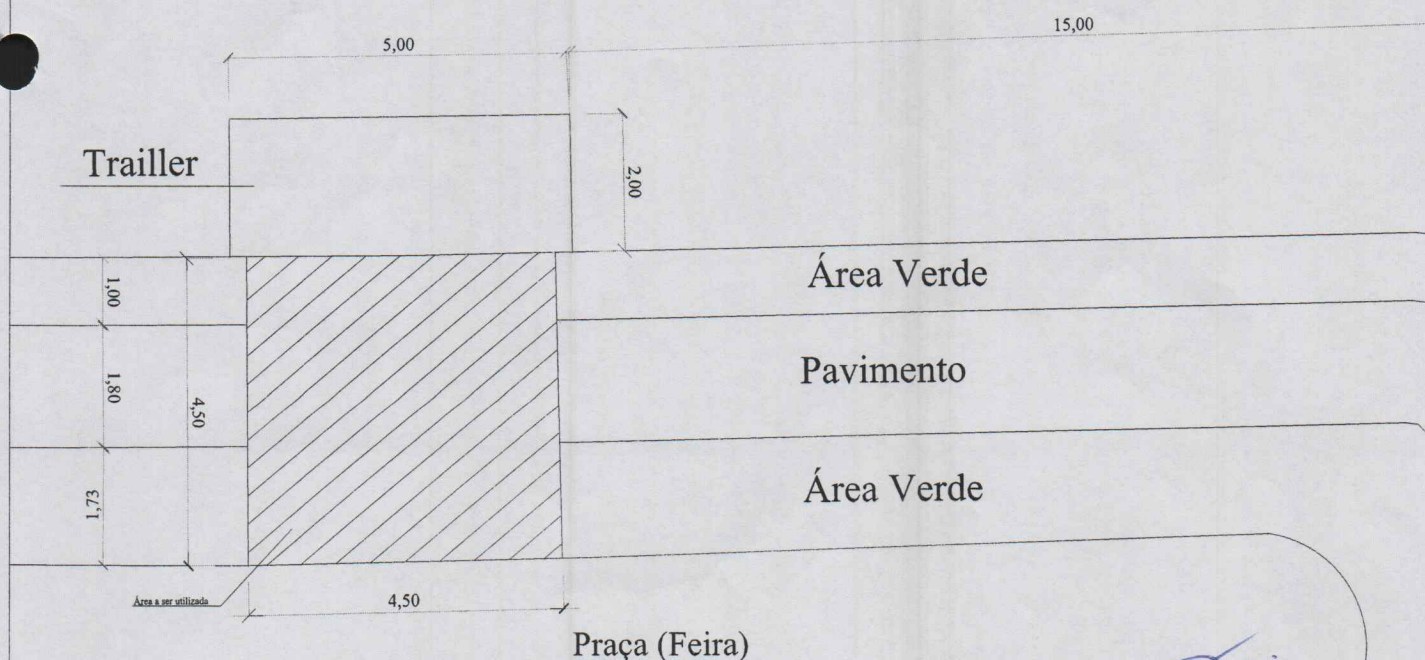 15,00
5,00
Trailler
2,00
Área Verde
1,00
Pavimento
1,80
4,50
Área Verde
1,73
Área a ser utilizada
4,50
Praça (Feira)